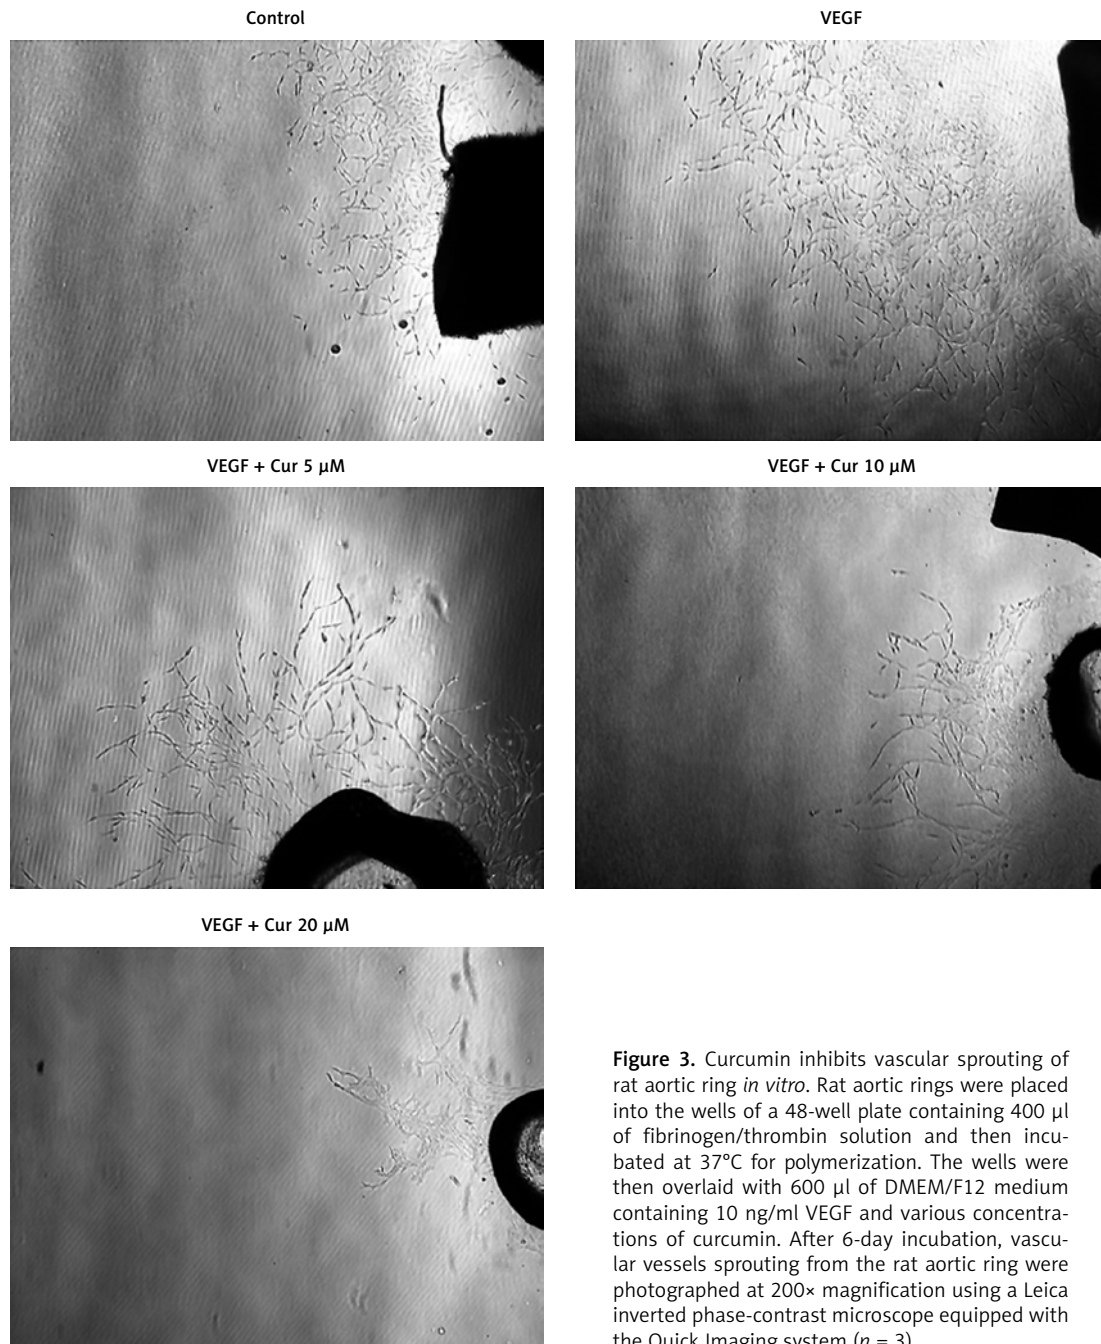 Control
VEGF
VEGF + Cur 5 µM
VEGF + Cur 10 µM
VEGF + Cur 20 µM
Figure 3. Curcumin inhibits vascular sprouting of
rat aortic ring in vitro. Rat aortic rings were placed
into the wells of a 48-well plate containing 400 µl
of fibrinogen/thrombin solution and then incu-
bated at 37°C for polymerization. The wells were
then overlaid with 600 µl of DMEM/F12 medium
containing 10 ng/ml VEGF and various concentra-
tions of curcumin. After 6-day incubation, vascu-
lar vessels sprouting from the rat aortic ring were
photographed at 200× magnification using a Leica
inverted phase-contrast microscope equipped with
the Quick Imaging system (n = 3)